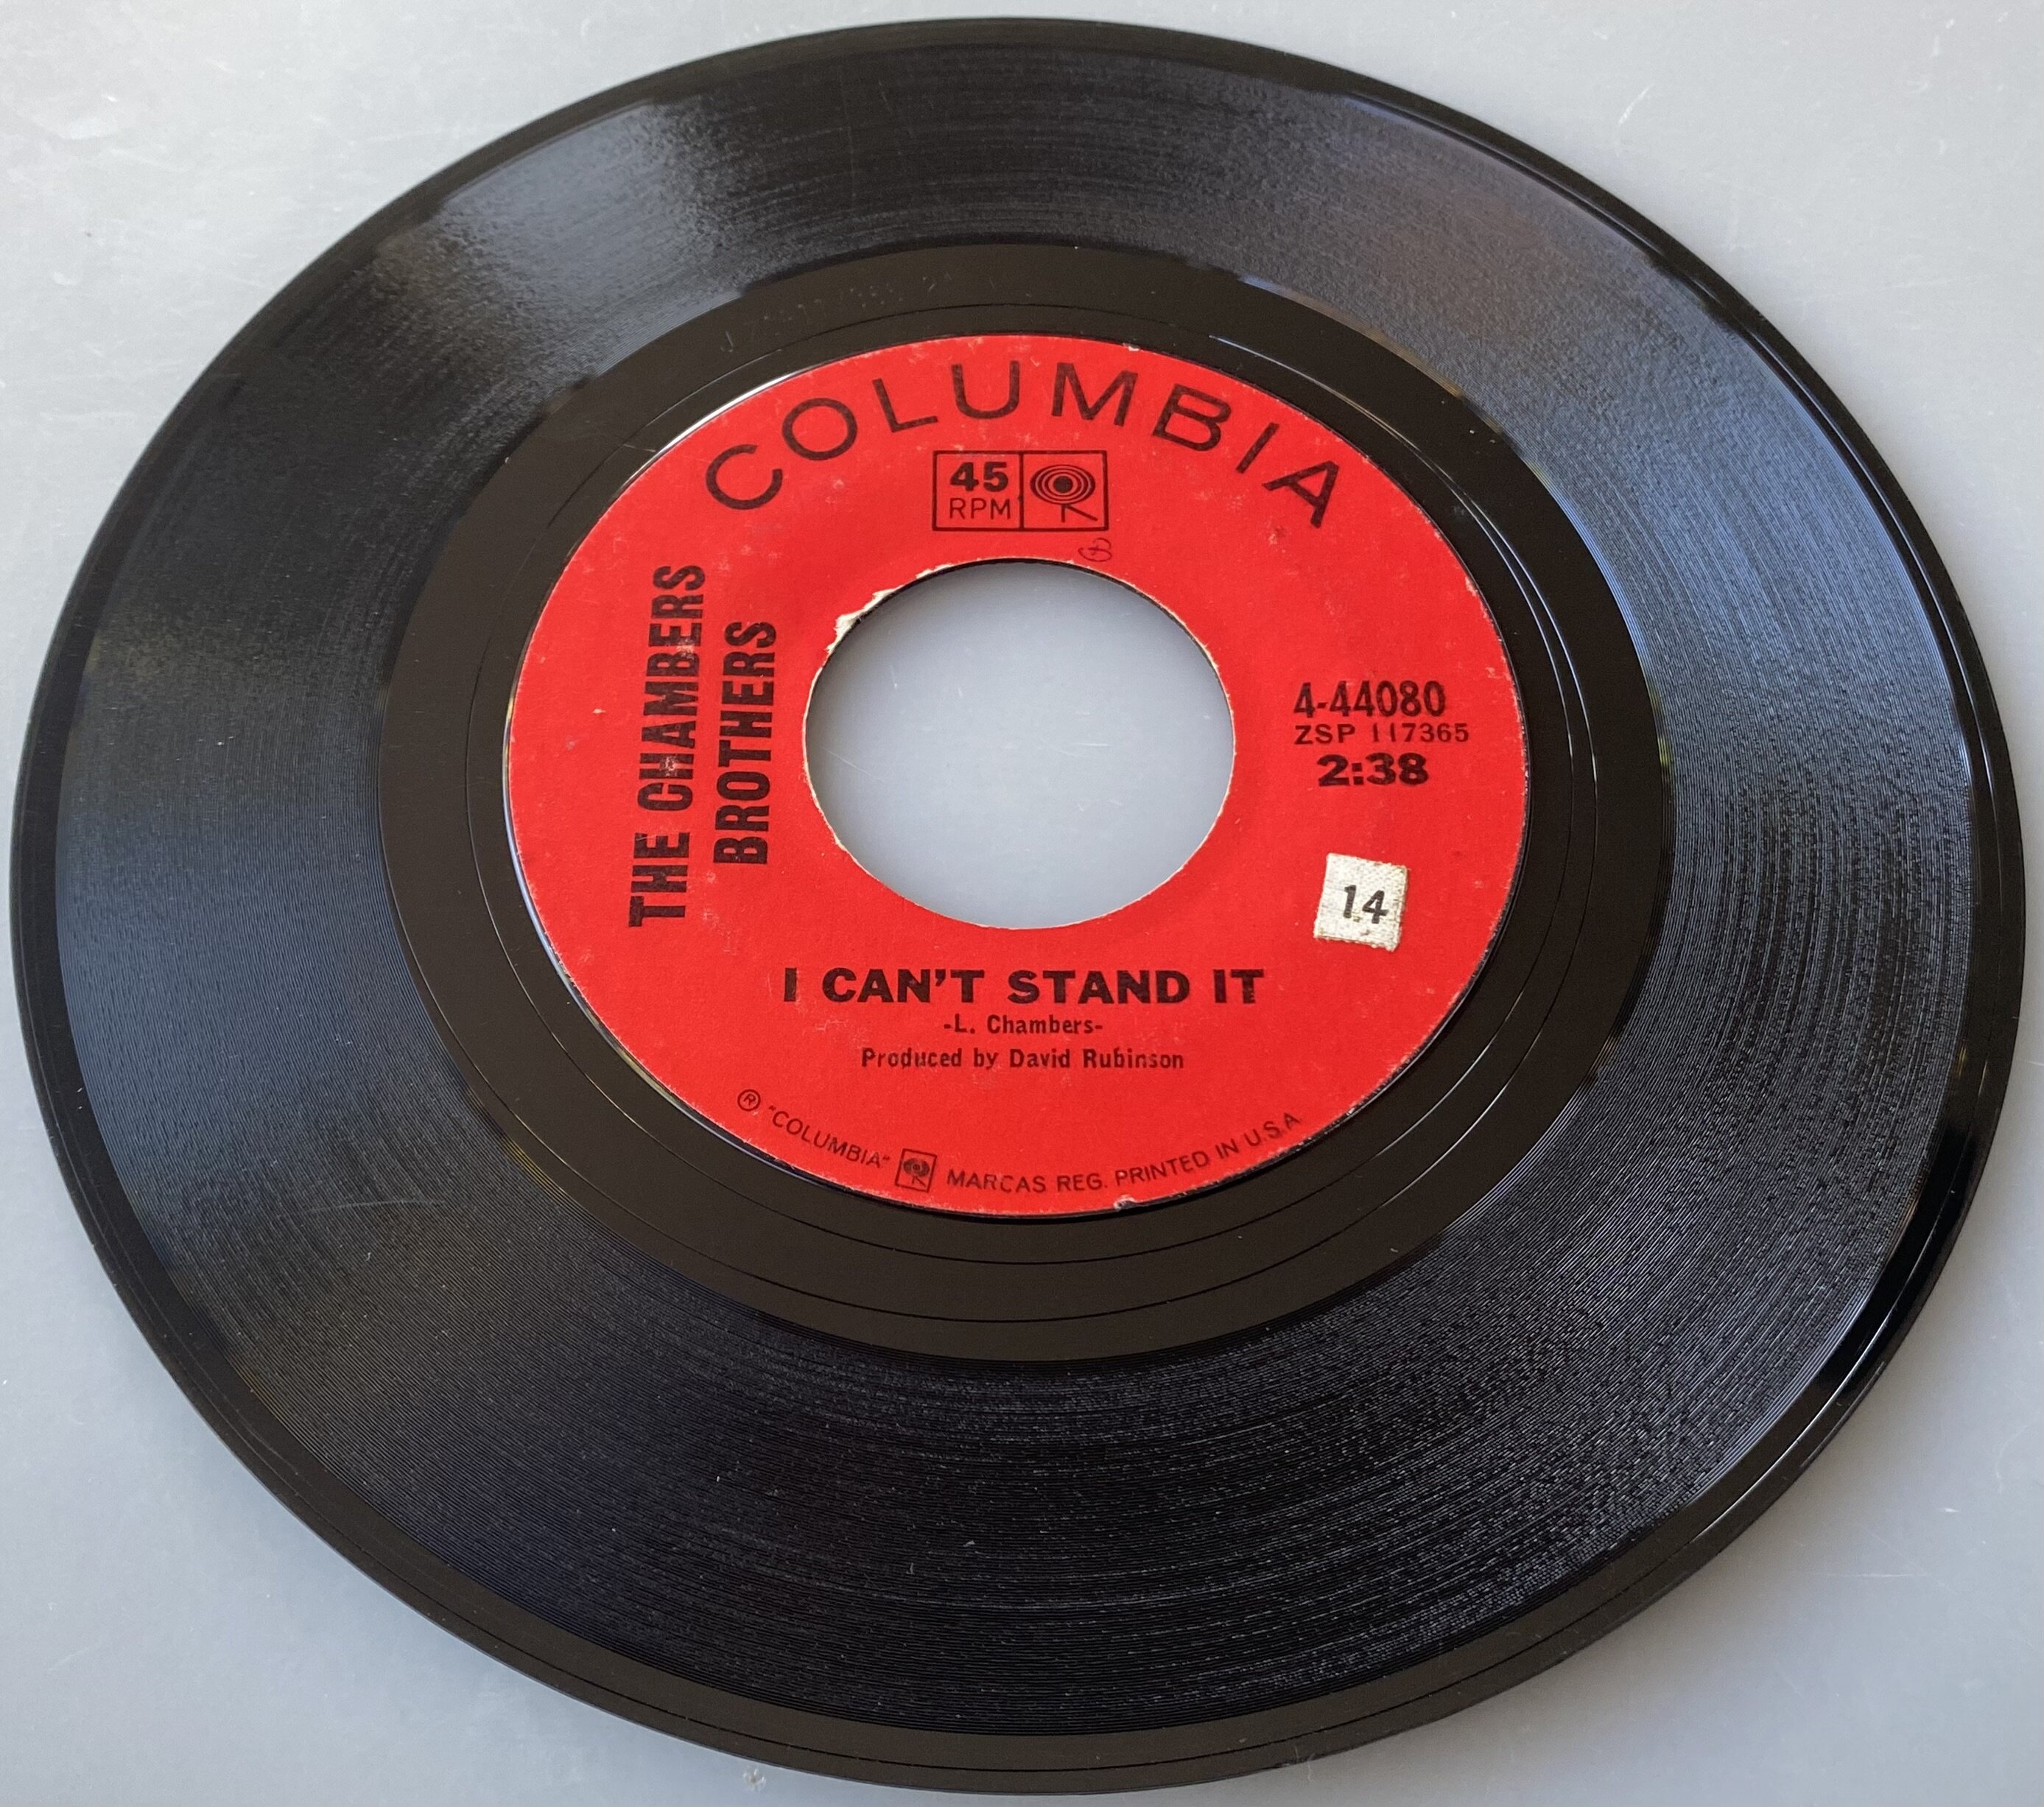 COLUMBIA
45
RPM
THE CHAMBERS
BROTHERS
4-44080
ZSP 117365
2:38
14
I CAN'T STAND IT
-L. Chambers-
Produced by David Rubinson
® "COLUMBIA" MARCAS REG. PRINTED IN U.S.A.